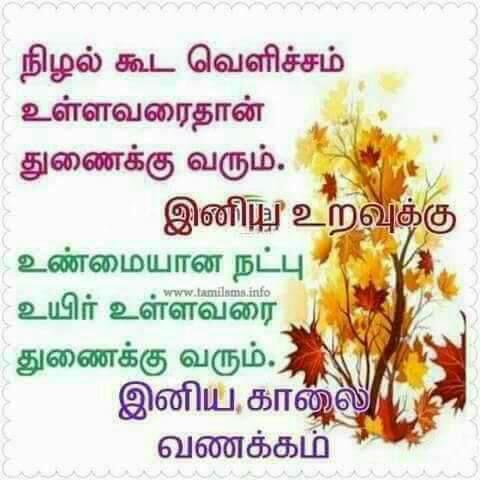 நிழல் கூட வெளிச்சம்
உள்ளவரைதான்
துணைக்கு வரும்.
இனிய உறவுக்கு
உண்மையான நட்பு
www.tamilsms.info
உயிர் உள்ளவரை
துணைக்கு வரும்.
இனிய காலை
வணக்கம்